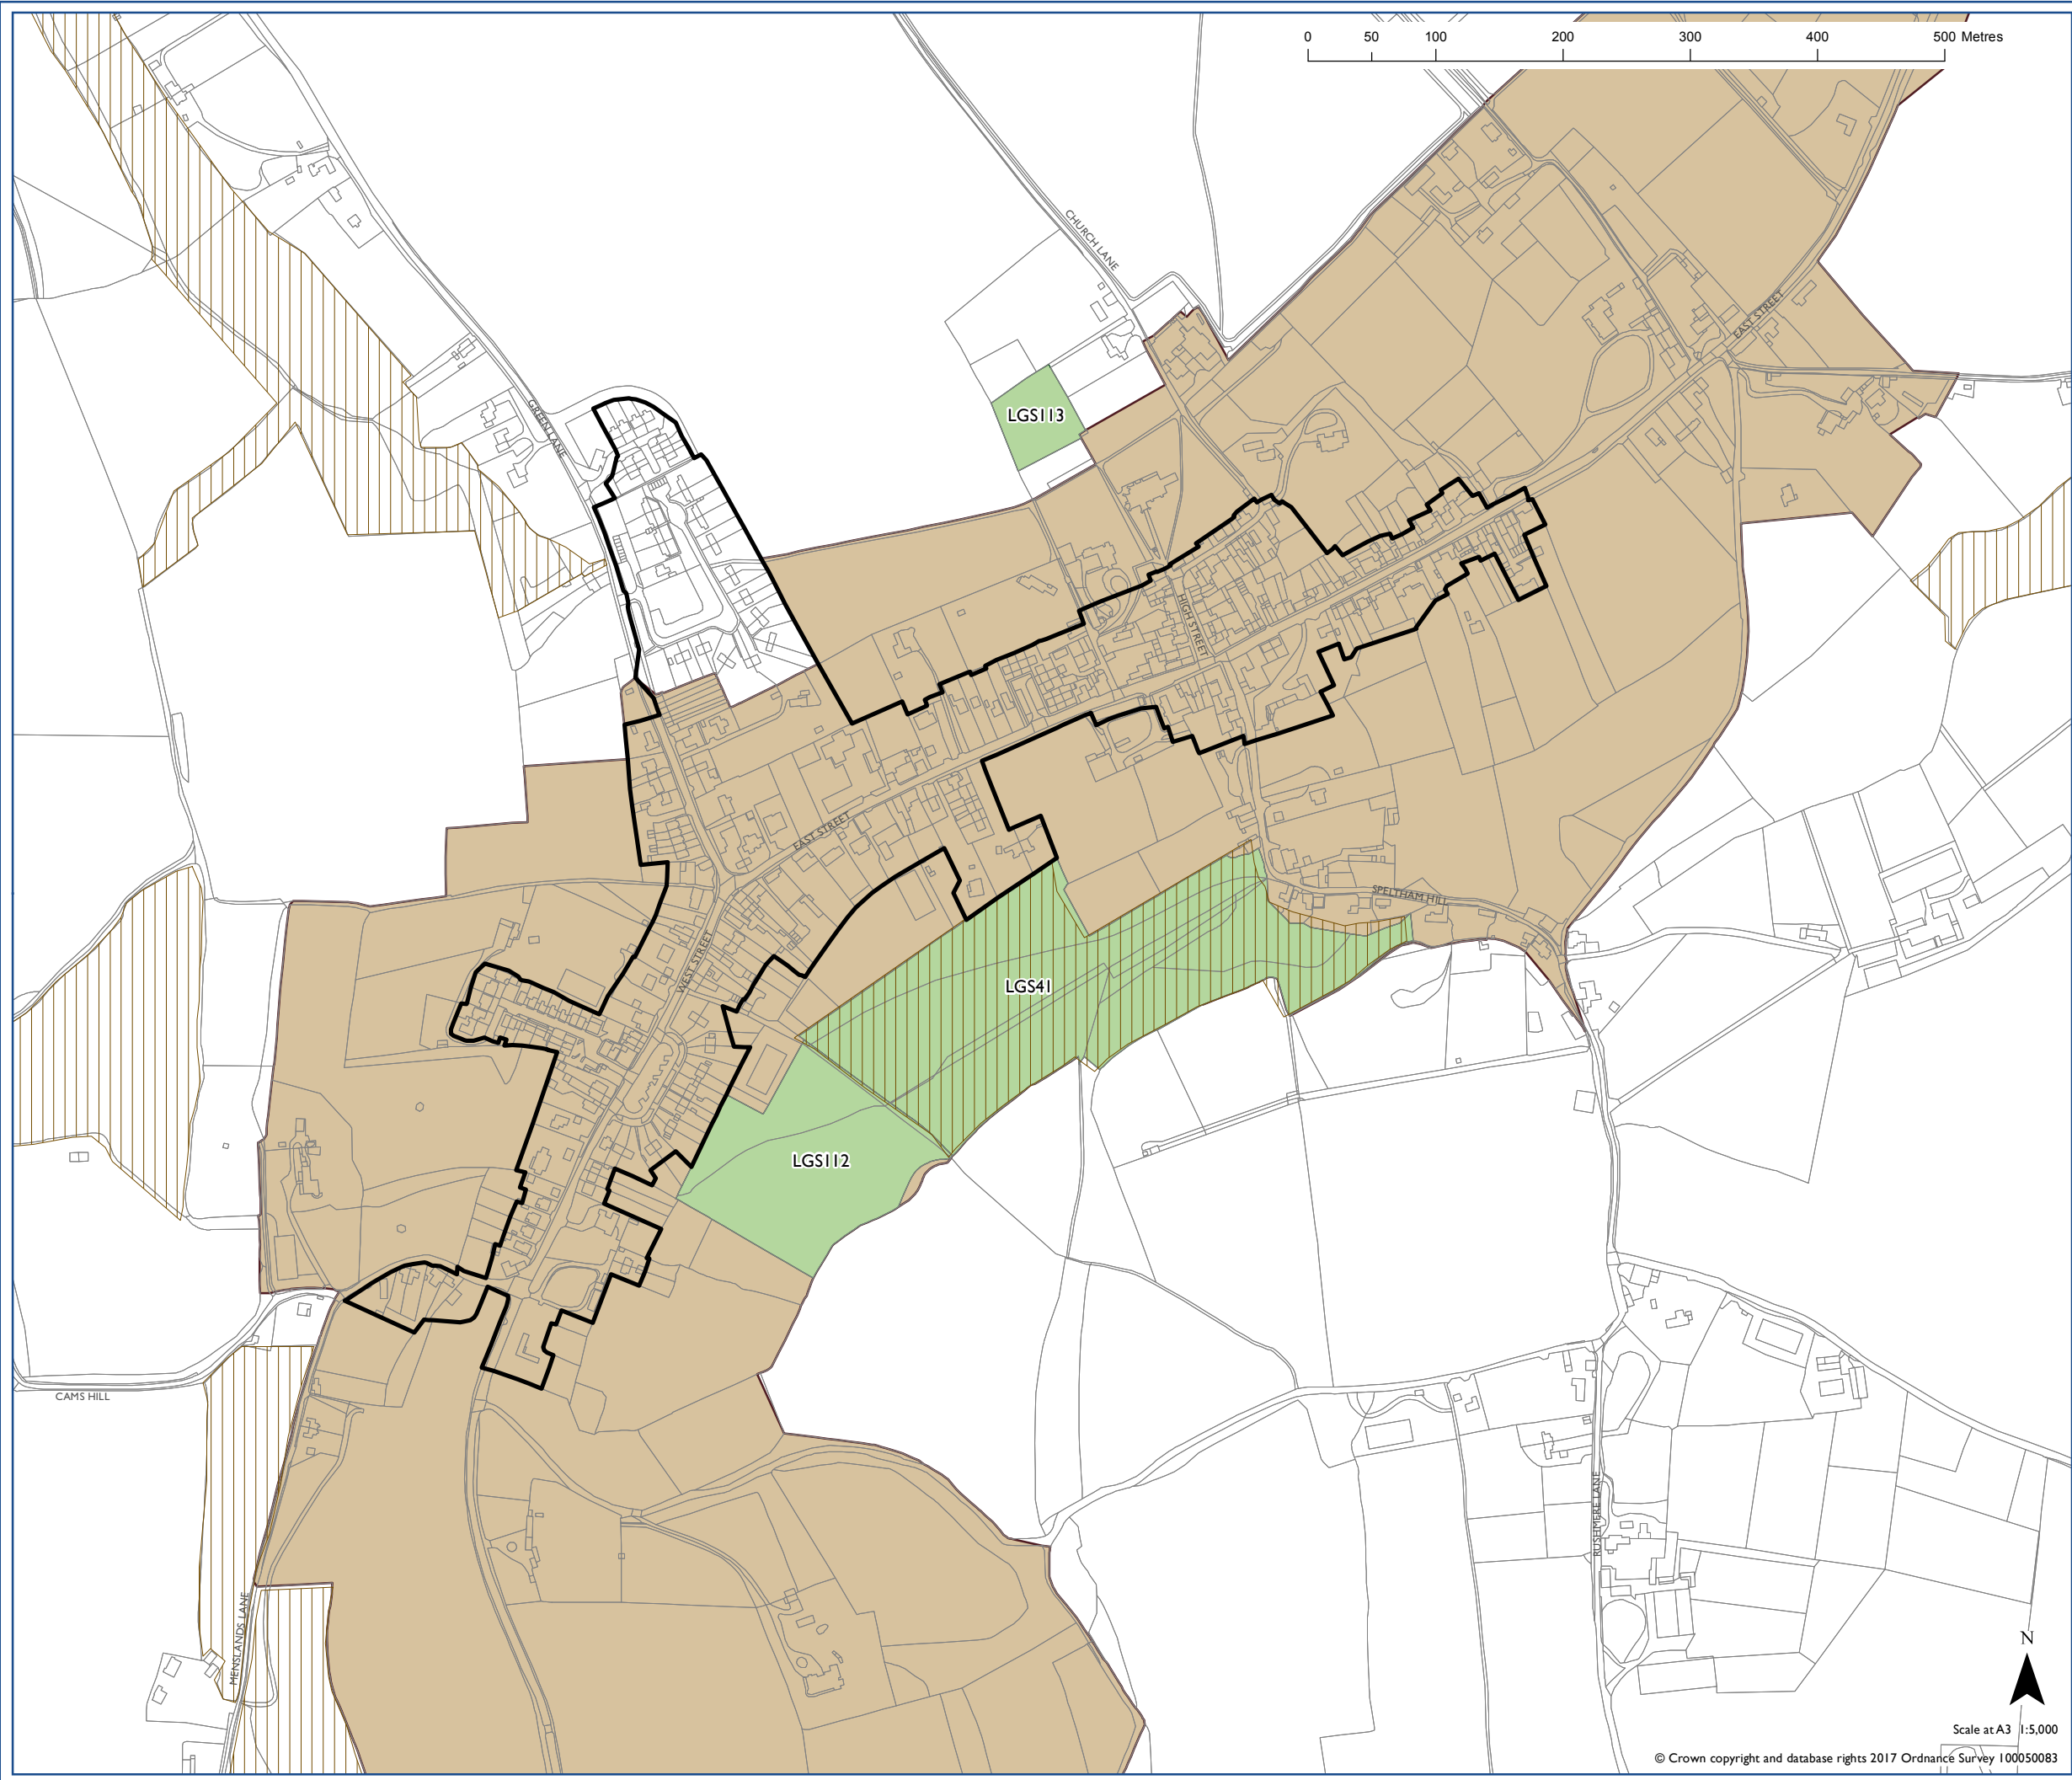 0 50 100 200 300 400 500 Metres
CHURCH LANE
EAST STREET
GREEN LANE
LGS113
HIGH STREET
EAST STREET
SPELTHAM HILL
WEST STREET
LGS41
LGS112
CAMS HILL
RUSHMERE LANE
MENSLANDS LANE
N
Scale at A3 1:5,000
© Crown copyright and database rights 2017 Ordnance Survey 100050083